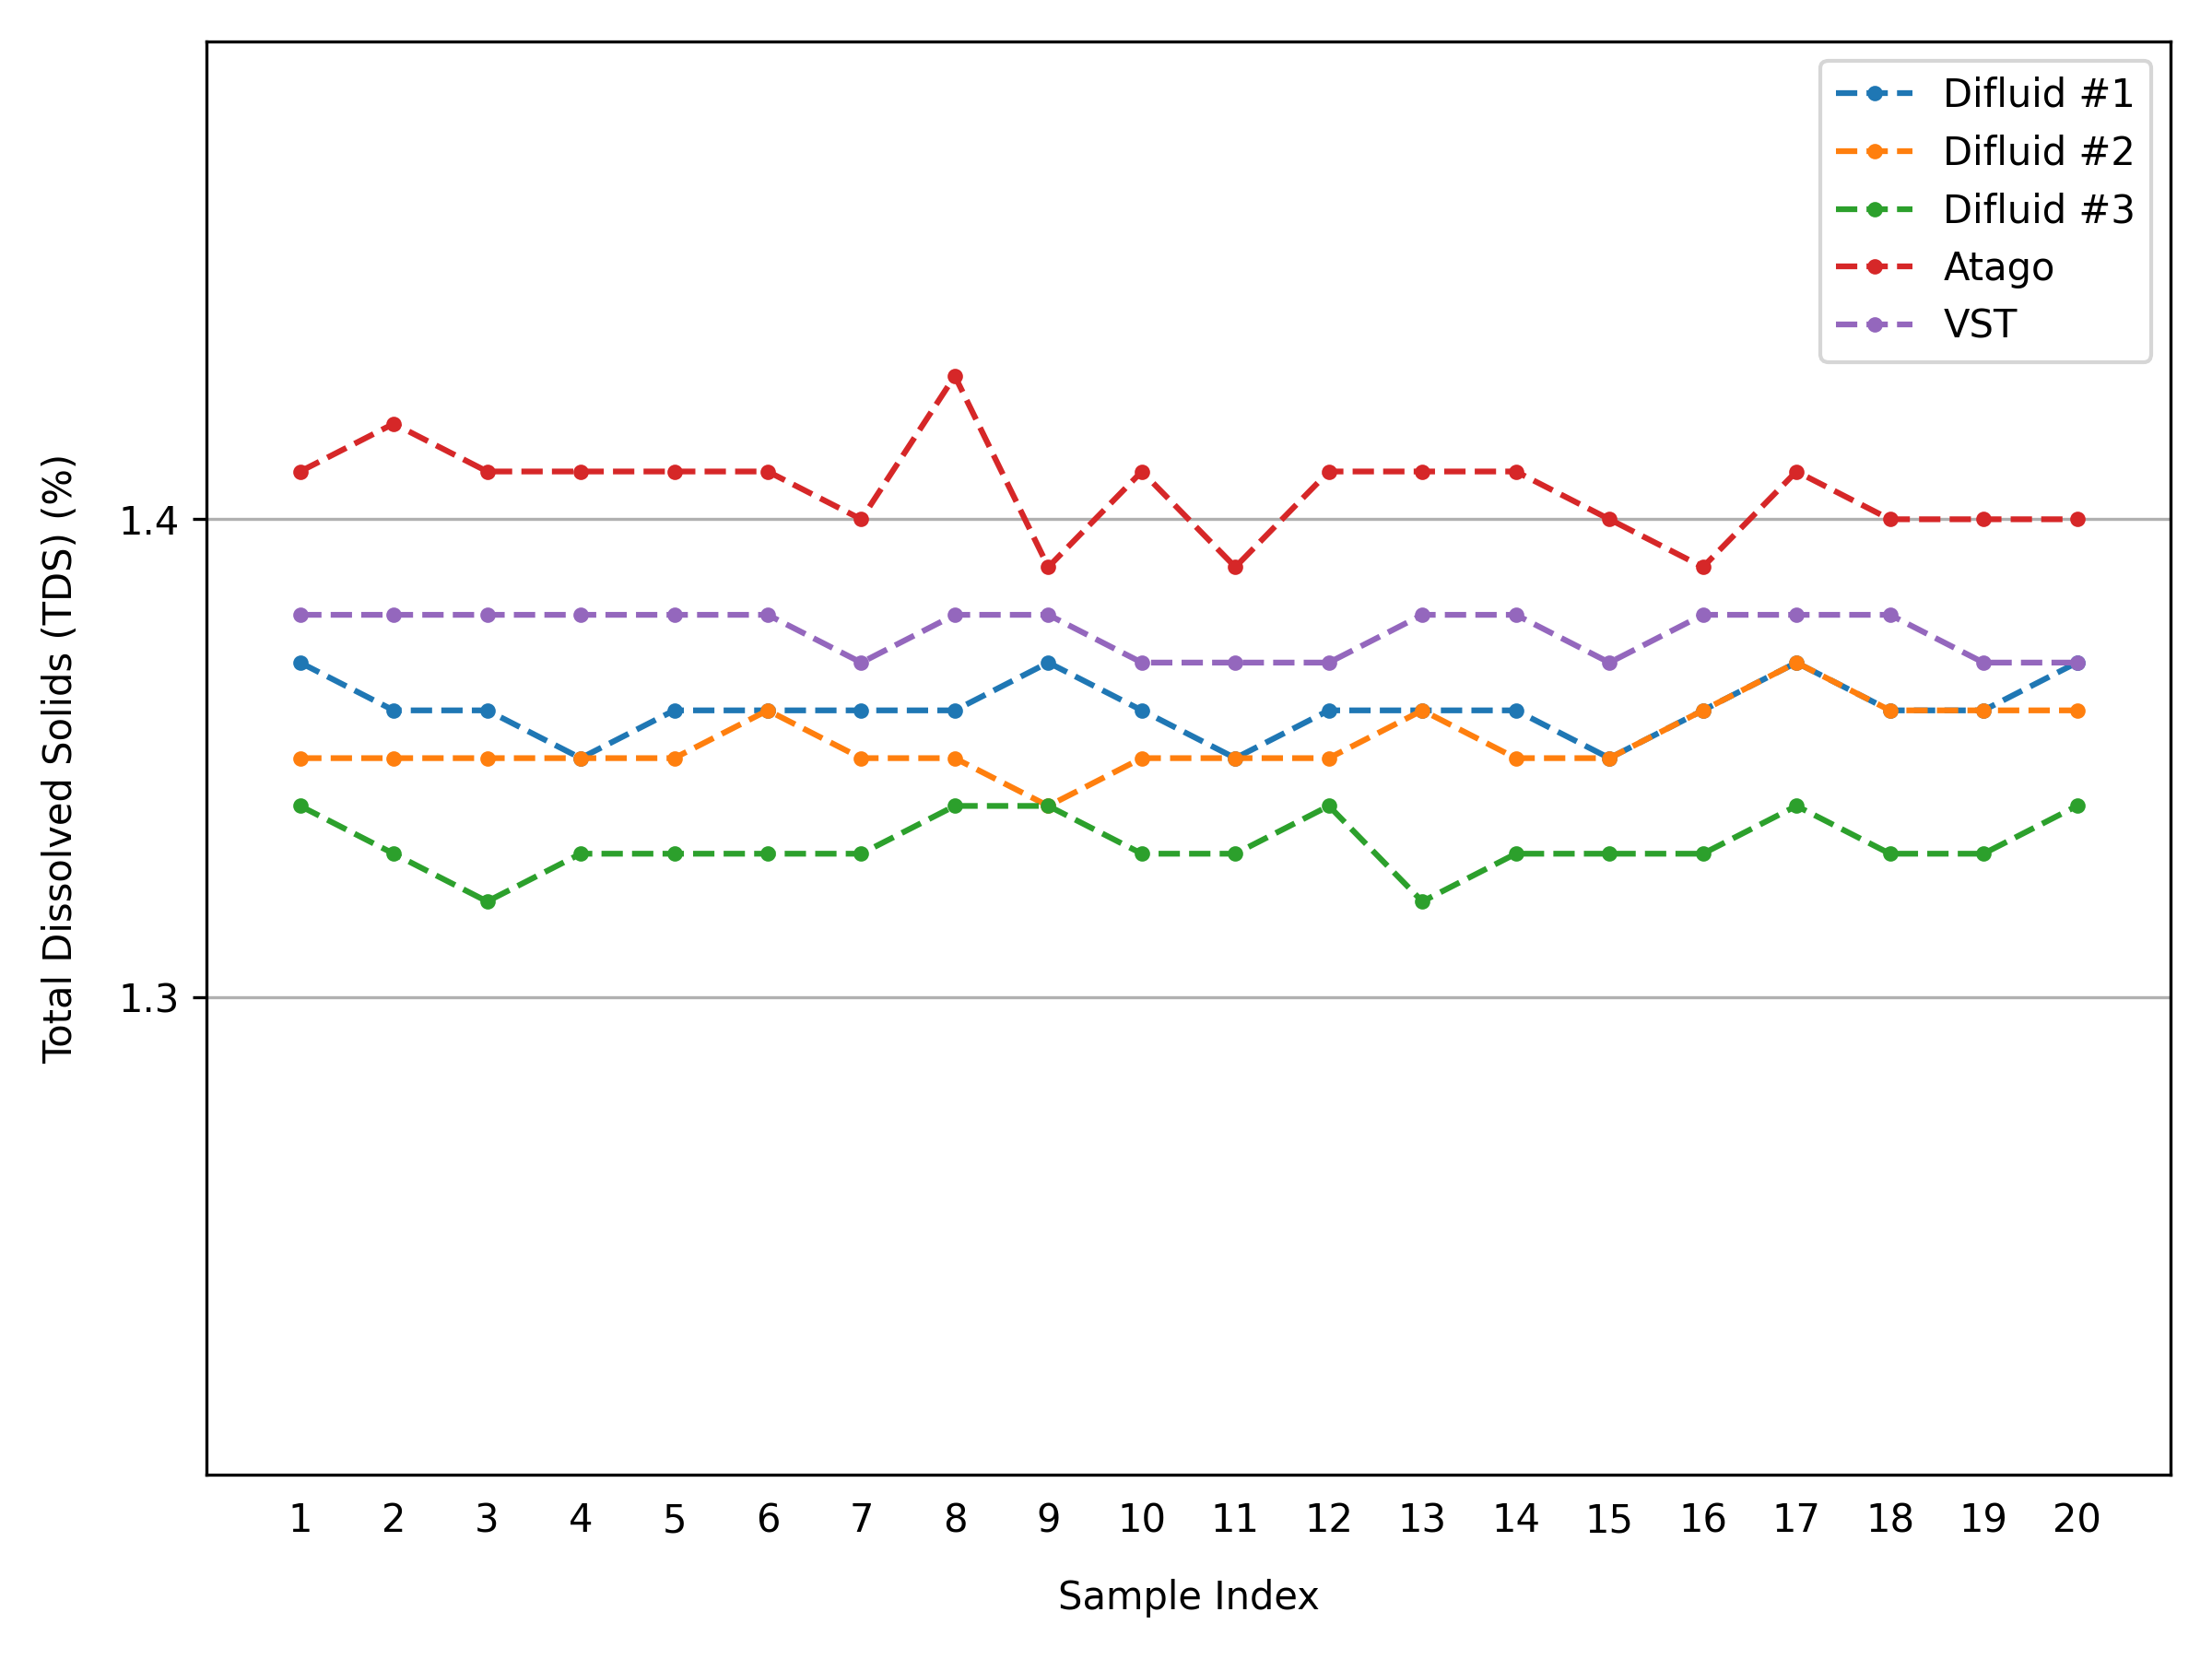 Difluid #1
Difluid #2
Difluid #3
Atago
VST
Total Dissolved Solids (TDS) (%)
1.4
1.3
1 2 3 4 5 6 7 8 9 10 11 12 13 14 15 16 17 18 19 20
Sample Index